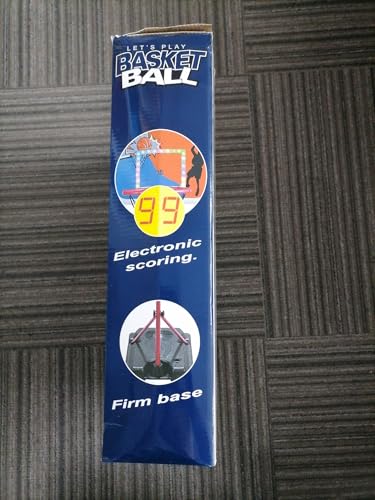 LET'S PLAY
BASKET
BALL
99
Electronic
scoring.
Firm base